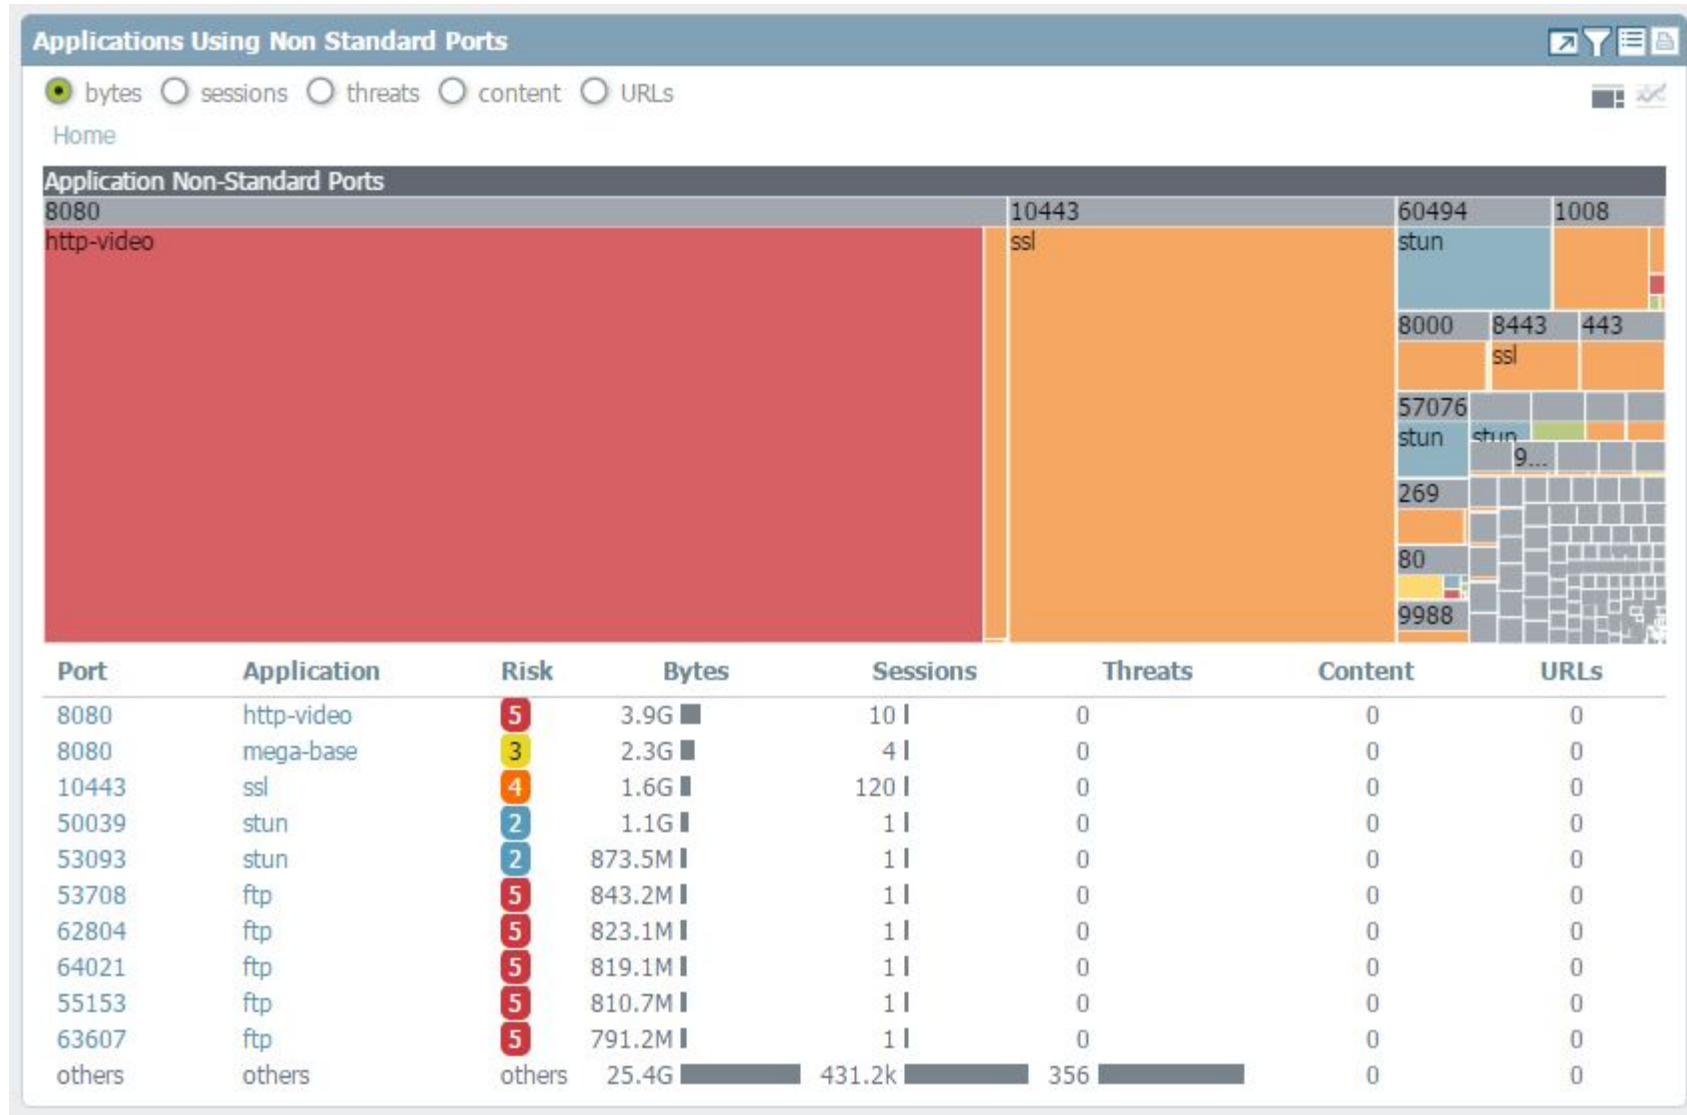 Applications Using Non Standard Ports
bytes sessions threats content URLs
Home
Application Non-Standard Ports
8080 10443 60494 1008
http-video ssl stun
8000 8443 443
ssl
57076
stun stun
9...
269
80
9988
Port Application Risk Bytes Sessions Threats Content URLs
8080 http-video 5 3.9G 10 0 0 0
8080 mega-base 3 2.3G 4 0 0 0
10443 ssl 4 1.6G 120 0 0 0
50039 stun 2 1.1G 1 0 0 0
53093 stun 2 873.5M 1 0 0 0
53708 ftp 5 843.2M 1 0 0 0
62804 ftp 5 823.1M 1 0 0 0
64021 ftp 5 819.1M 1 0 0 0
55153 ftp 5 810.7M 1 0 0 0
63607 ftp 5 791.2M 1 0 0 0
others others others 25.4G 431.2k 356 0 0